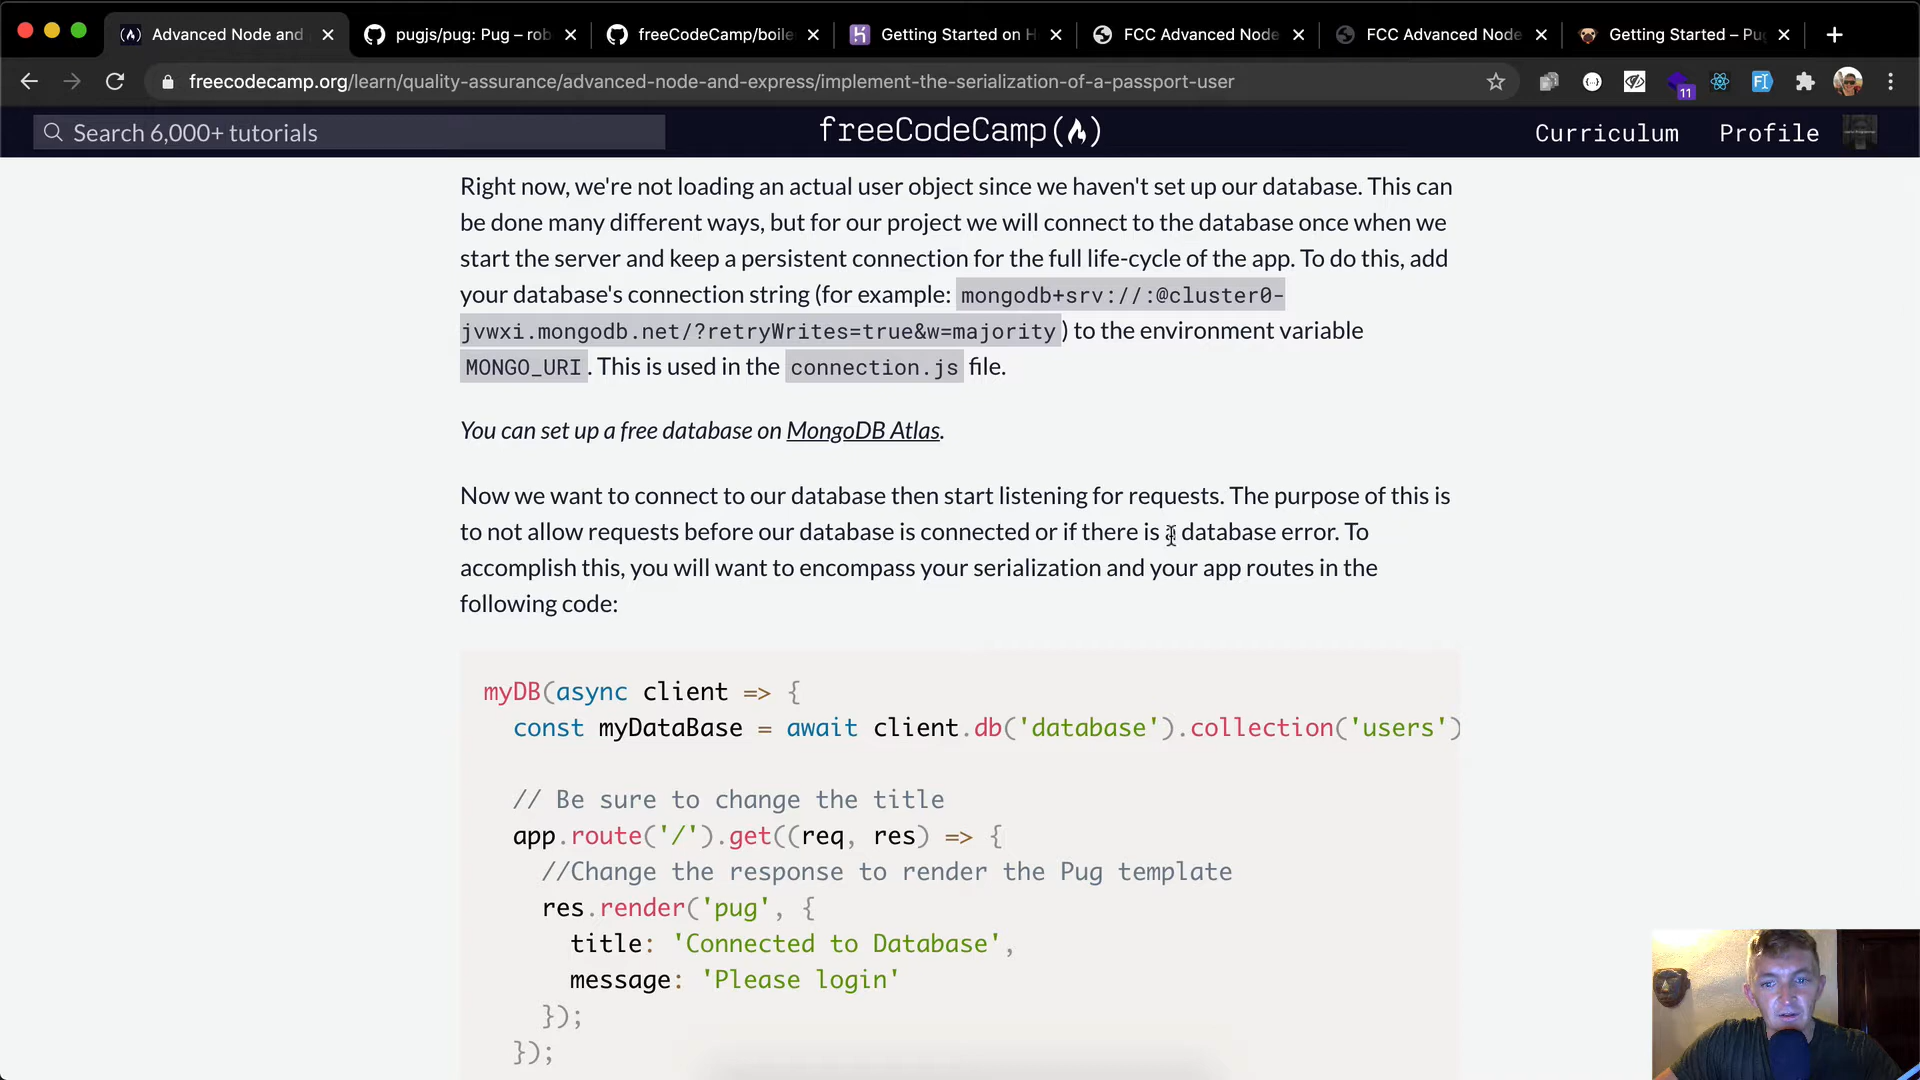 Advanced Node and
pugjs/pug: Pug – rob
freeCodeCamp/boile
Getting Started on H
FCC Advanced Node
FCC Advanced Node
Getting Started – Pu
freecodecamp.org/learn/quality-assurance/advanced-node-and-express/implement-the-serialization-of-a-passport-user
11
Search 6,000+ tutorials
freeCodeCamp
Curriculum
Profile
Right now, we're not loading an actual user object since we haven't set up our database. This can
be done many different ways, but for our project we will connect to the database once when we
start the server and keep a persistent connection for the full life-cycle of the app. To do this, add
your database's connection string (for example: mongodb+srv://:@cluster0-
jvwxi.mongodb.net/?retryWrites=true&w=majority) to the environment variable
MONGO_URI. This is used in the connection.js file.
You can set up a free database on MongoDB Atlas.
Now we want to connect to our database then start listening for requests. The purpose of this is
to not allow requests before our database is connected or if there is a database error. To
accomplish this, you will want to encompass your serialization and your app routes in the
following code:
myDB(async client => {
const myDataBase = await client.db('database').collection('users')
// Be sure to change the title
app.route('/').get((req, res) => {
//Change the response to render the Pug template
res.render('pug', {
title: 'Connected to Database',
message: 'Please login'
});
});